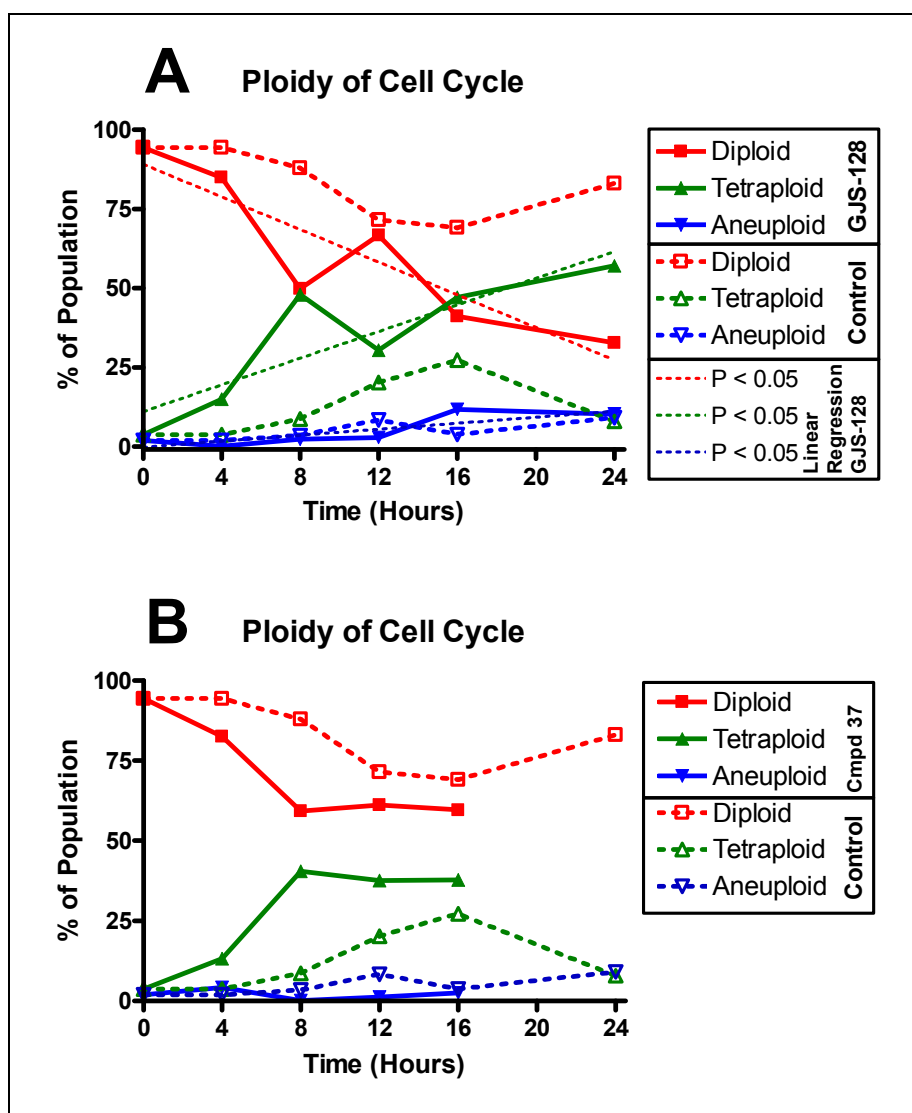 A Ploidy of Cell Cycle
100
75
50
25
0
% of Population
0 4 8 12 16 20 24
Time (Hours)
Diploid
Tetraploid
Aneuploid
GJS-128
Diploid
Tetraploid
Aneuploid
Control
P < 0.05
P < 0.05
P < 0.05
Linear
Regression
GJS-128
B Ploidy of Cell Cycle
100
75
50
25
0
% of Population
0 4 8 12 16 20 24
Time (Hours)
Diploid
Tetraploid
Aneuploid
Cmpd 37
Diploid
Tetraploid
Aneuploid
Control